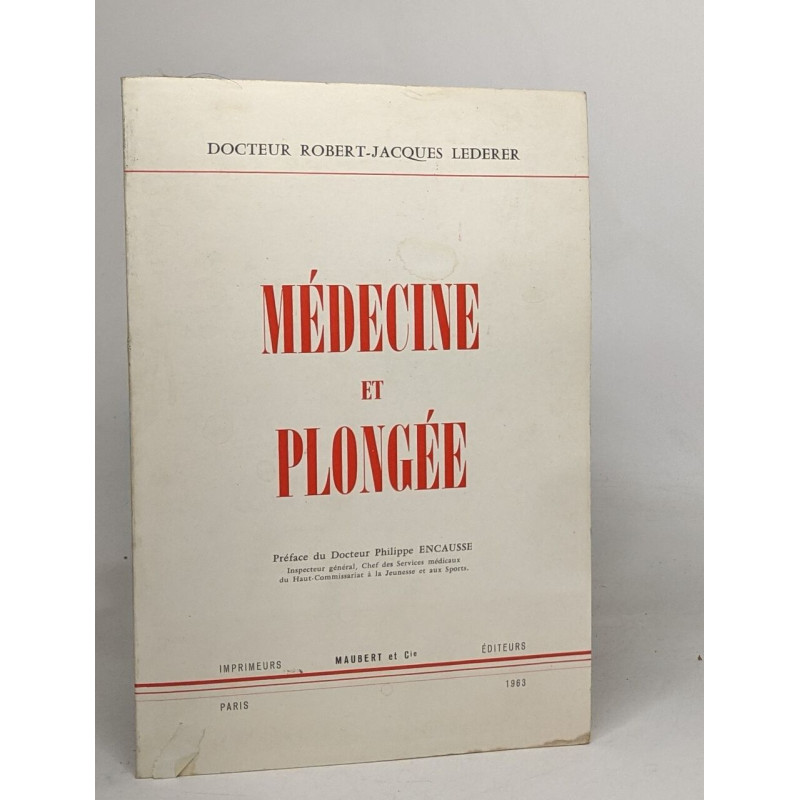 DOCTEUR ROBERT-JACQUES LEDERER
MÉDECINE
ET
PLONGÉE
Préface du Docteur Philippe ENCAUSSE
Inspecteur général, Chef des Services médicaux
du Haut-Commissariat à la Jeunesse et aux Sports.
IMPRIMEURS MAUBERT et Cie ÉDITEURS
PARIS 1963